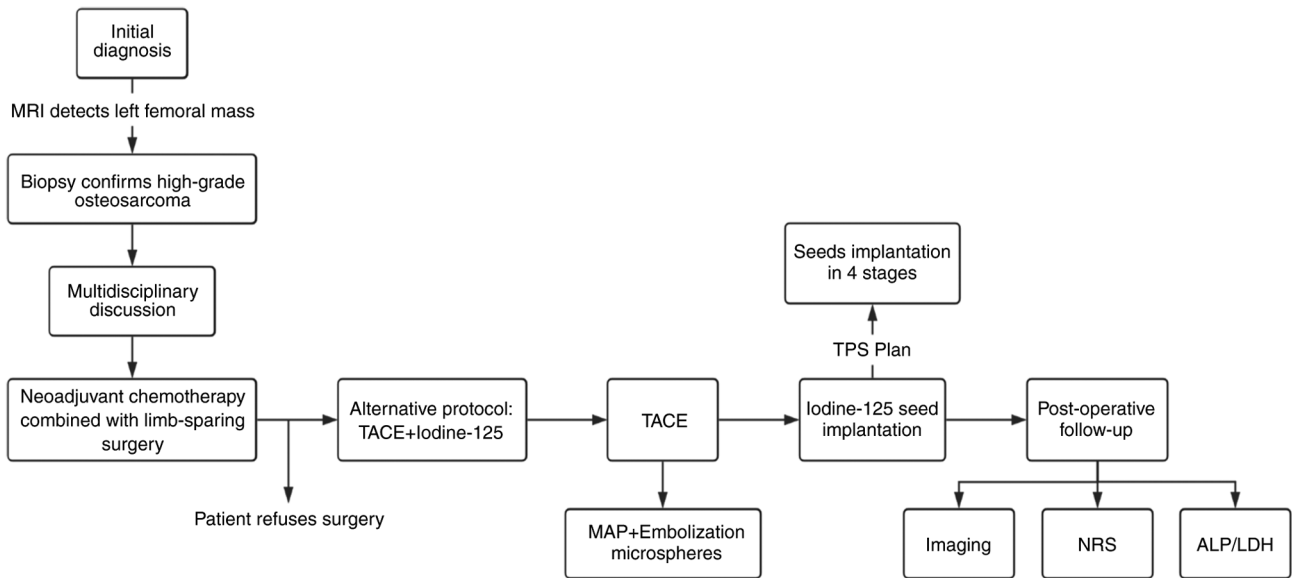 Initial
diagnosis
MRI detects left femoral mass
Biopsy confirms high-grade
osteosarcoma
Multidisciplinary
discussion
Neoadjuvant chemotherapy
combined with limb-sparing
surgery
Patient refuses surgery
Alternative protocol:
TACE+Iodine-125
TACE
MAP+Embolization
microspheres
Iodine-125 seed
implantation
TPS Plan
Seeds implantation
in 4 stages
Post-operative
follow-up
Imaging
NRS
ALP/LDH